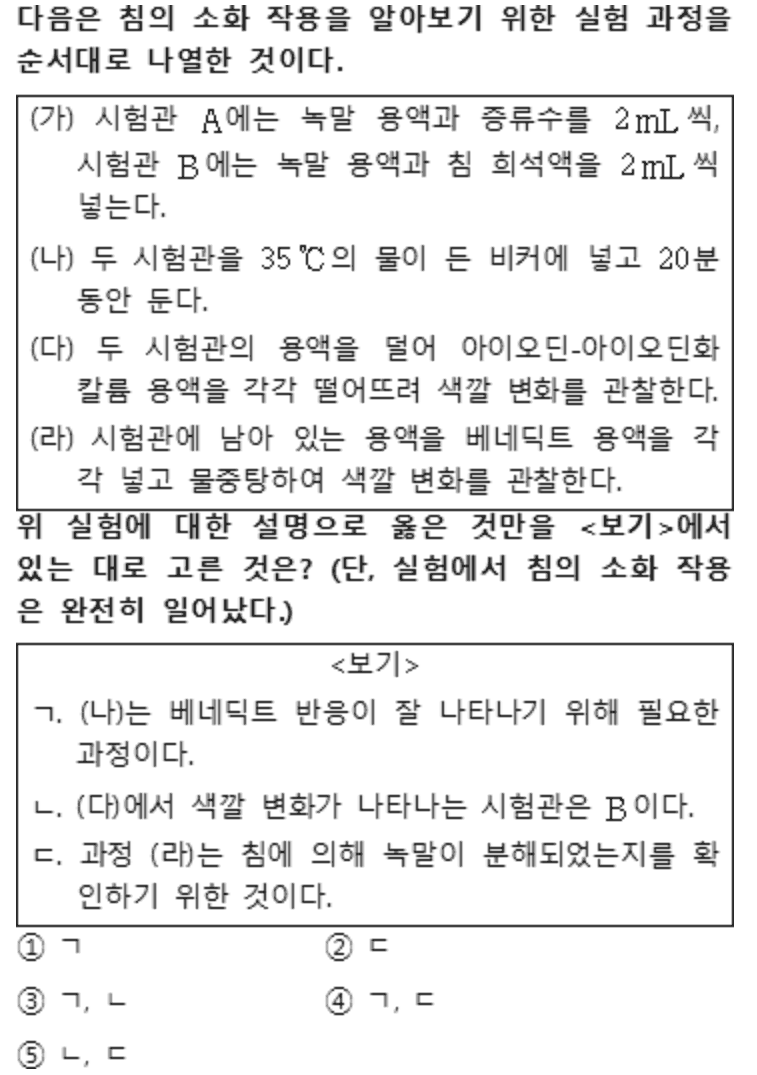 다음은 침의 소화 작용을 알아보기 위한 실험 과정을
순서대로 나열한 것이다.
(가) 시험관 A에는 녹말 용액과 증류수를 2mL씩,
시험관 B에는 녹말 용액과 침 희석액을 2mL씩
넣는다.
(나) 두 시험관을 35℃의 물이 든 비커에 넣고 20분
동안 둔다.
(다) 두 시험관의 용액을 덜어 아이오딘-아이오딘화
칼륨 용액을 각각 떨어뜨려 색깔 변화를 관찰한다.
(라) 시험관에 남아 있는 용액을 베네딕트 용액을 각
각 넣고 물중탕하여 색깔 변화를 관찰한다.
위 실험에 대한 설명으로 옳은 것만을 <보기>에서
있는 대로 고른 것은? (단, 실험에서 침의 소화 작용
은 완전히 일어났다.)
<보기>
ㄱ. (나)는 베네딕트 반응이 잘 나타나기 위해 필요한
과정이다.
ㄴ. (다)에서 색깔 변화가 나타나는 시험관은 B이다.
ㄷ. 과정 (라)는 침에 의해 녹말이 분해되었는지를 확
인하기 위한 것이다.
① ㄱ ② ㄷ
③ ㄱ, ㄴ ④ ㄱ, ㄷ
⑤ ㄴ, ㄷ